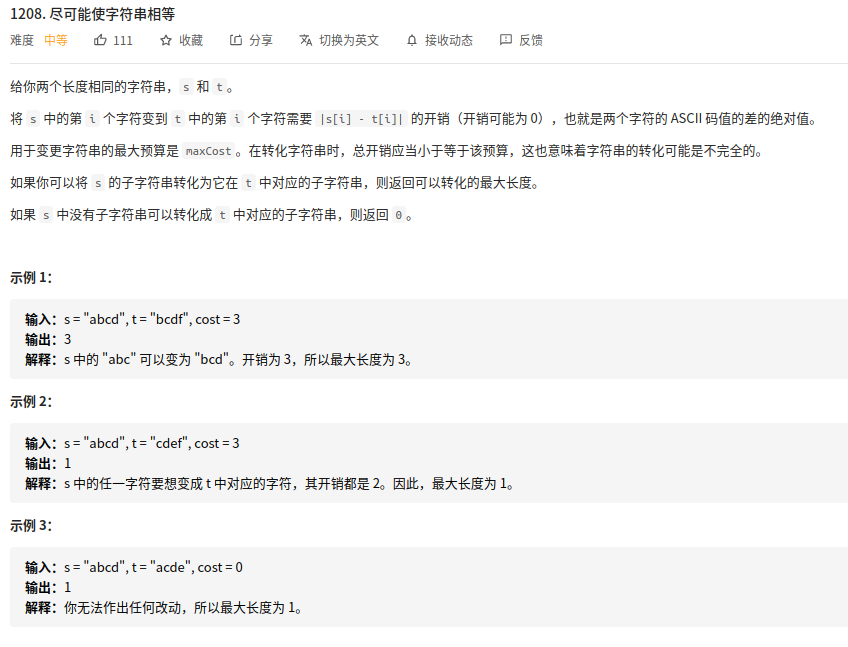 1208. 尽可能使字符串相等
难度 中等 111 收藏 分享 切换为英文 接收动态 反馈
给你两个长度相同的字符串，s 和 t。
将 s 中的第 i 个字符变到 t 中的第 i 个字符需要 |s[i] - t[i]| 的开销（开销可能为 0），也就是两个字符的 ASCII 码值的差的绝对值。
用于变更字符串的最大预算是 maxCost。在转化字符串时，总开销应当小于等于该预算，这也意味着字符串的转化可能是不完全的。
如果你可以将 s 的子字符串转化为它在 t 中对应的子字符串，则返回可以转化的最大长度。
如果 s 中没有子字符串可以转化成 t 中对应的子字符串，则返回 0。
示例 1：
输入：s = "abcd", t = "bcdf", cost = 3
输出：3
解释：s 中的 "abc" 可以变为 "bcd"。开销为 3，所以最大长度为 3。
示例 2：
输入：s = "abcd", t = "cdef", cost = 3
输出：1
解释：s 中的任一字符要想变成 t 中对应的字符，其开销都是 2。因此，最大长度为 1。
示例 3：
输入：s = "abcd", t = "acde", cost = 0
输出：1
解释：你无法作出任何改动，所以最大长度为 1。